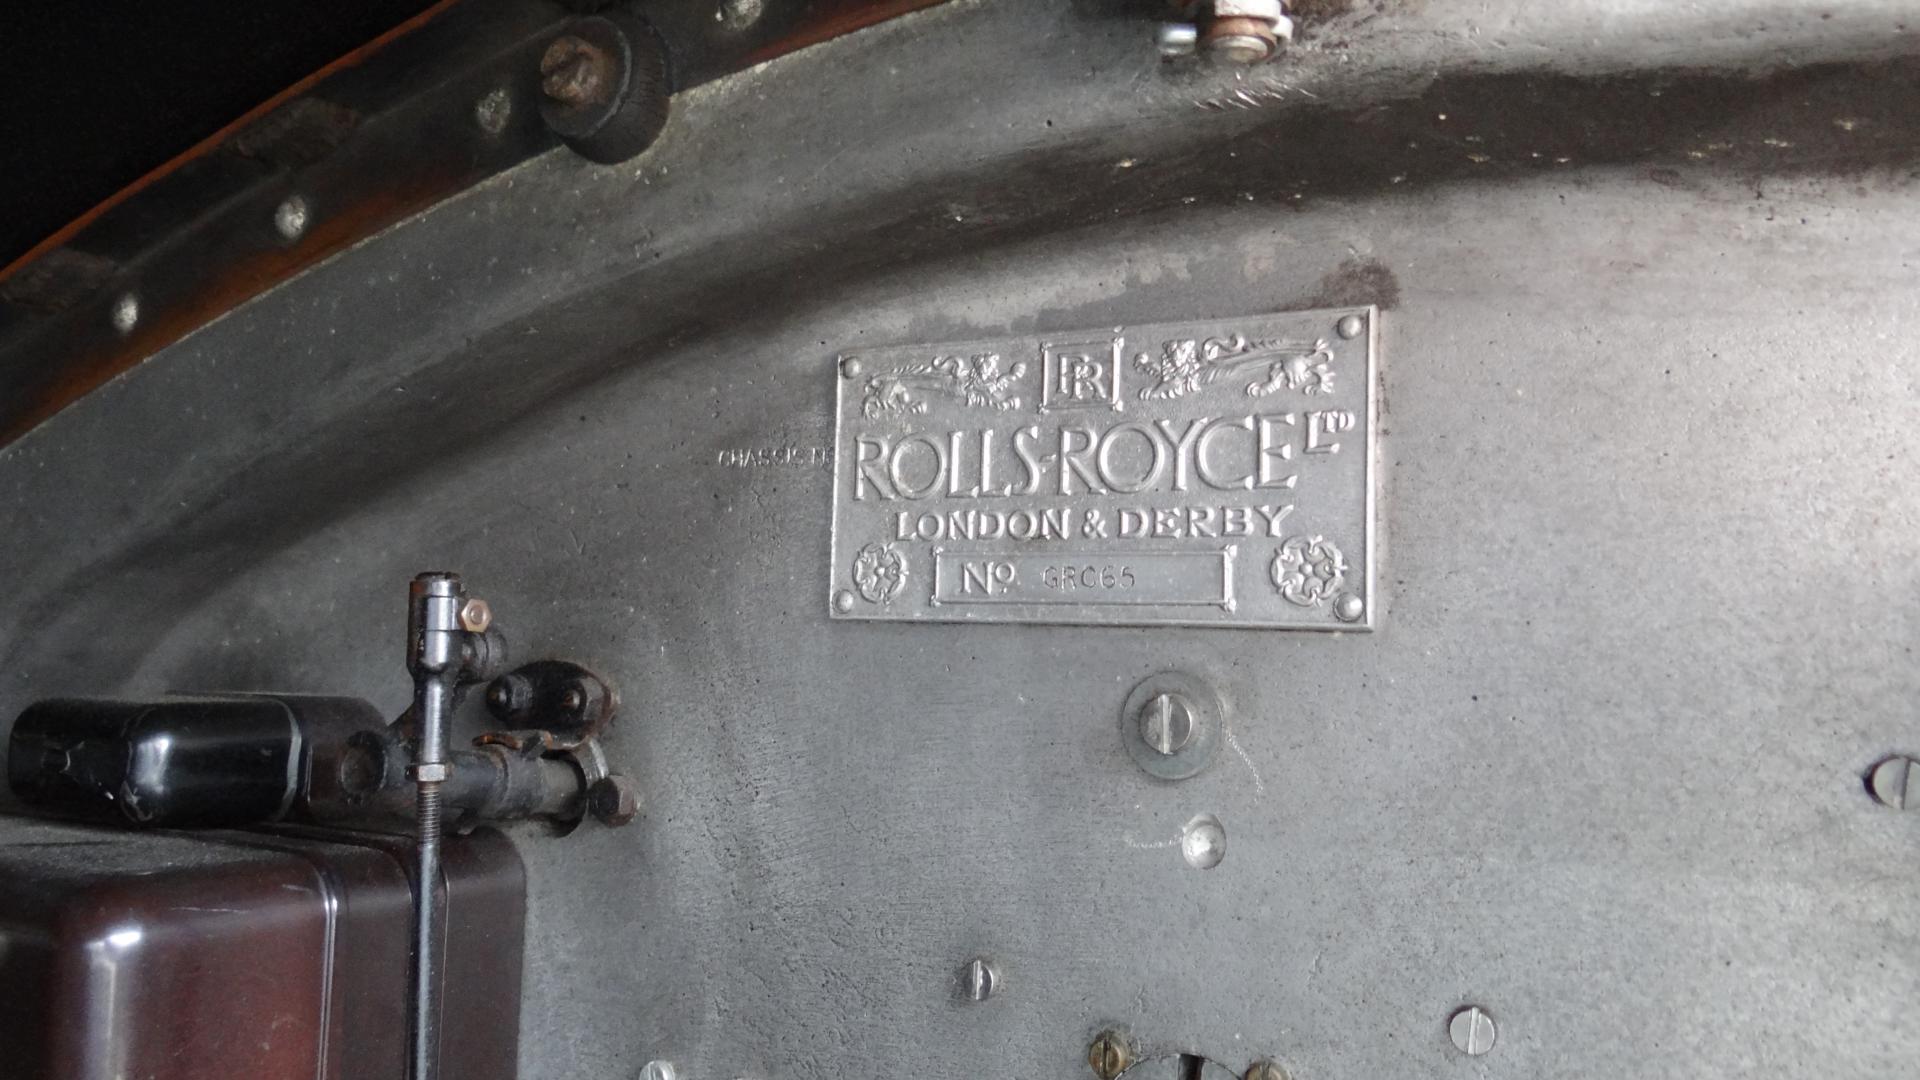 RR
ROLLS-ROYCE LTD
CHASSIS Nº
LONDON & DERBY
Nº GRC65